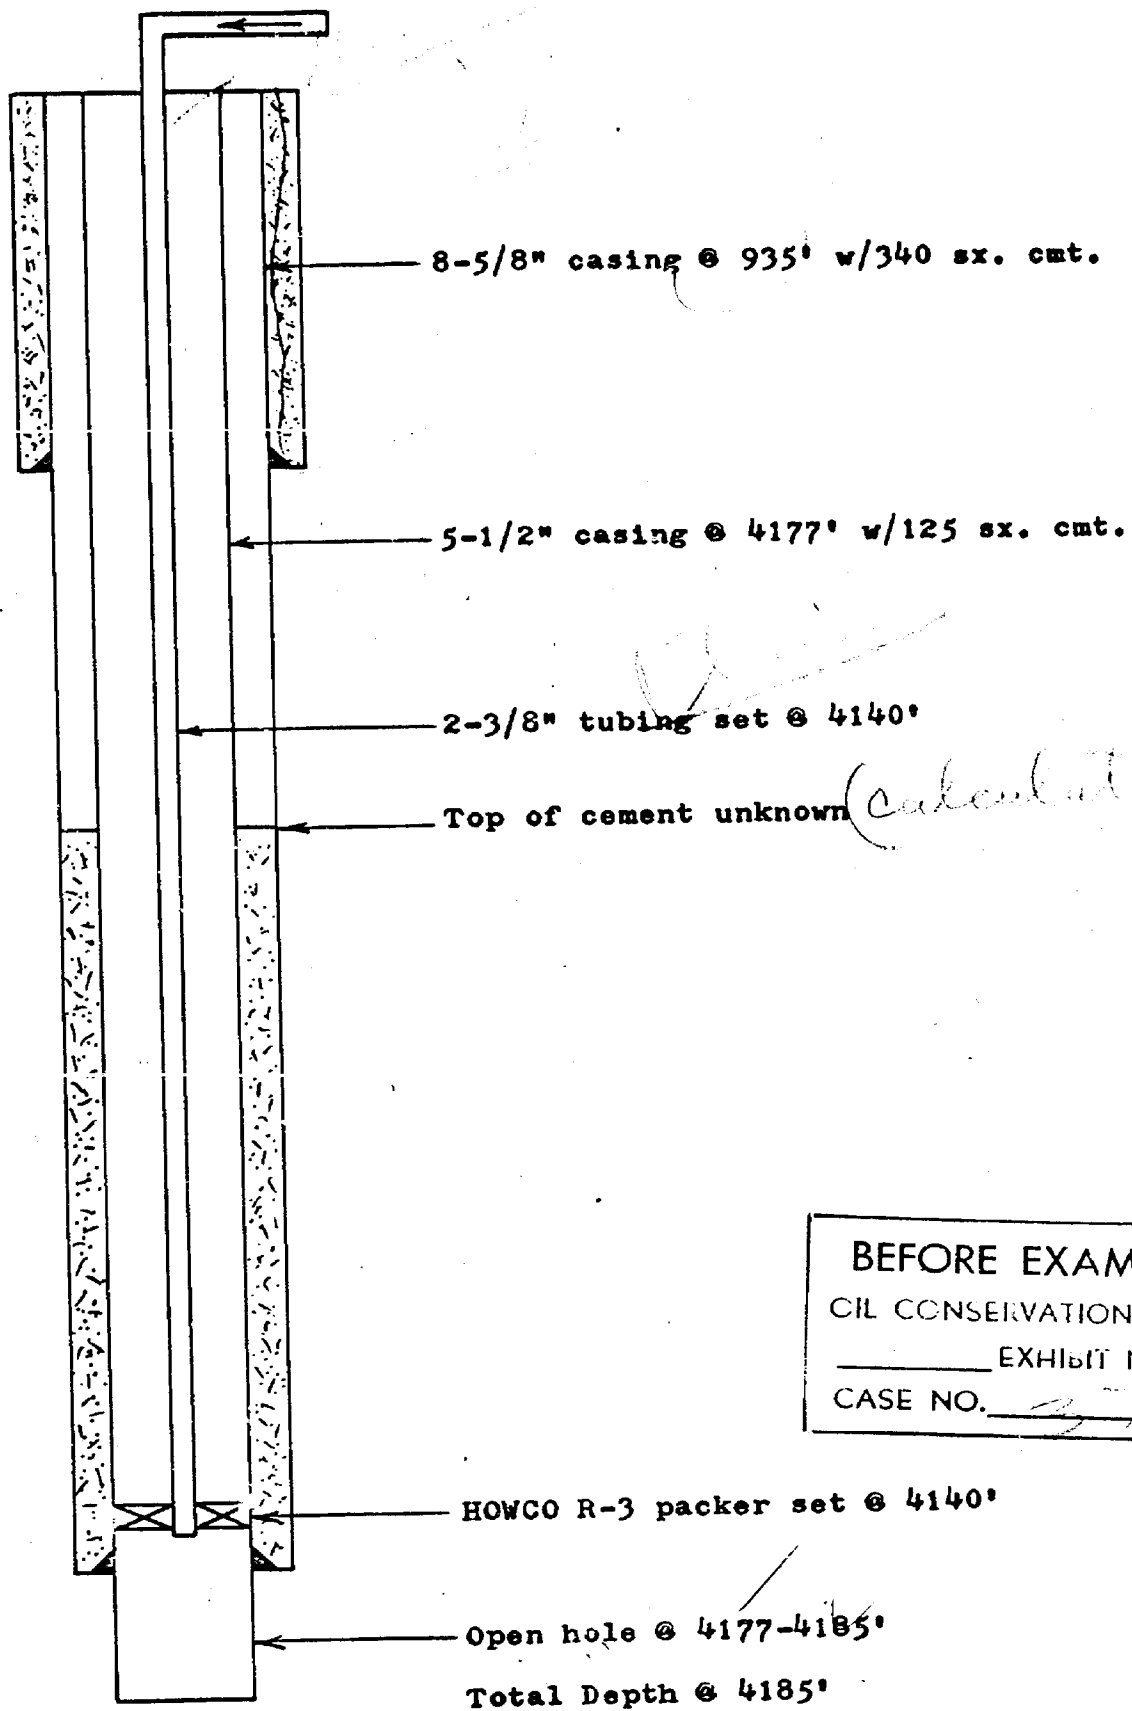 8-5/8" casing @ 935' w/340 sx. cmt.
5-1/2" casing @ 4177' w/125 sx. cmt.
2-3/8" tubing set @ 4140'
Top of cement unknown (calculat
BEFORE EXAM
OIL CONSERVATION
EXHIBIT N
CASE NO.
HOWCO R-3 packer set @ 4140'
Open hole @ 4177-4185'
Total Depth @ 4185'